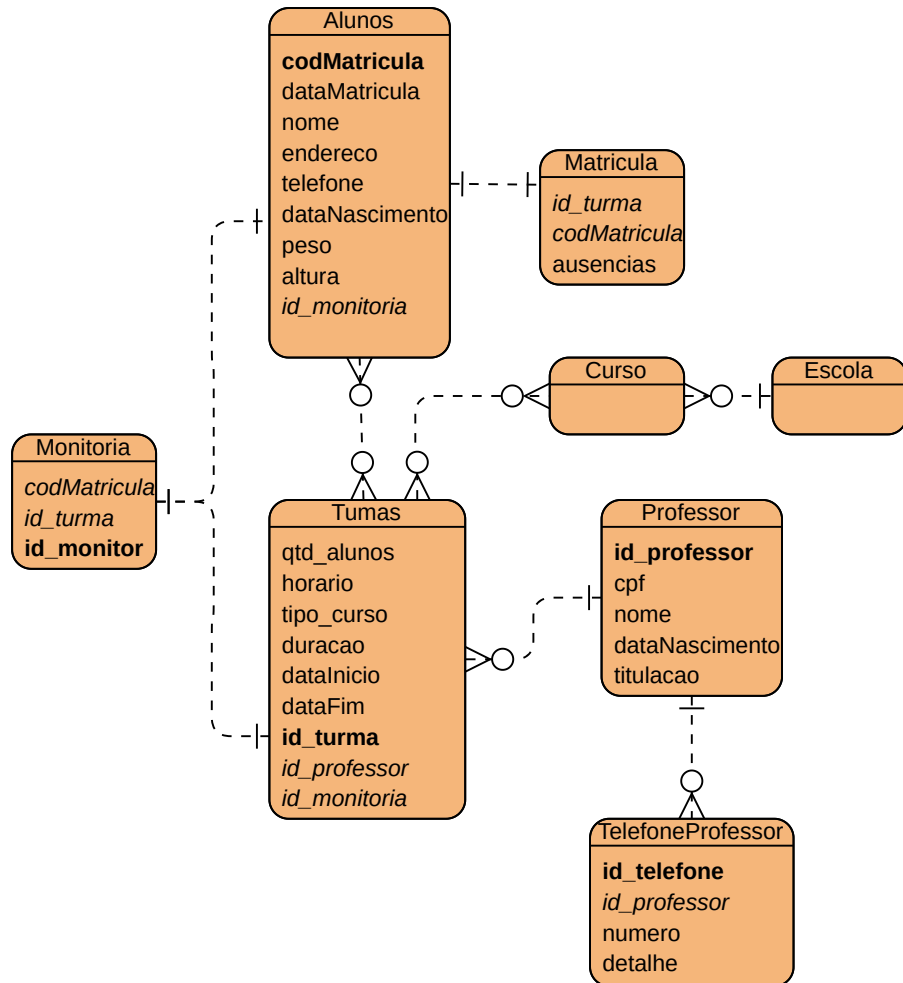 Alunos
codMatricula
dataMatricula
nome
endereco
telefone
dataNascimento
peso
altura
id_monitoria
Matricula
id_turma
codMatricula
ausencias
Curso
Escola
Monitoria
codMatricula
id_turma
id_monitor
Tumas
qtd_alunos
horario
tipo_curso
duracao
dataInicio
dataFim
id_turma
id_professor
id_monitoria
Professor
id_professor
cpf
nome
dataNascimento
titulacao
TelefoneProfessor
id_telefone
id_professor
numero
detalhe